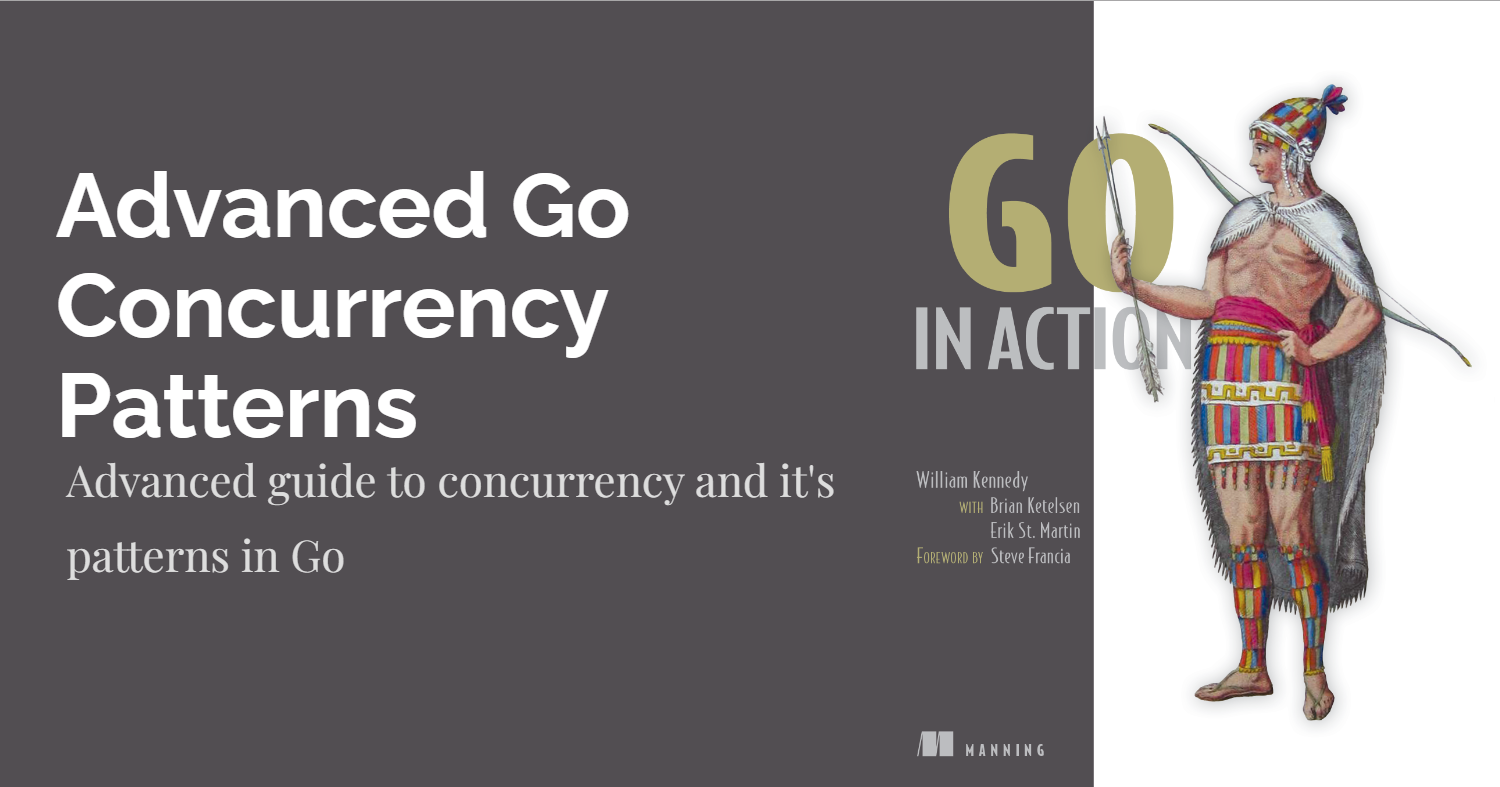 Advanced Go
Concurrency
Patterns
Advanced guide to concurrency and it's
patterns in Go
GO
IN ACTION
William Kennedy
WITH Brian Ketelsen
Erik St. Martin
FOREWORD BY Steve Francia
MANNING